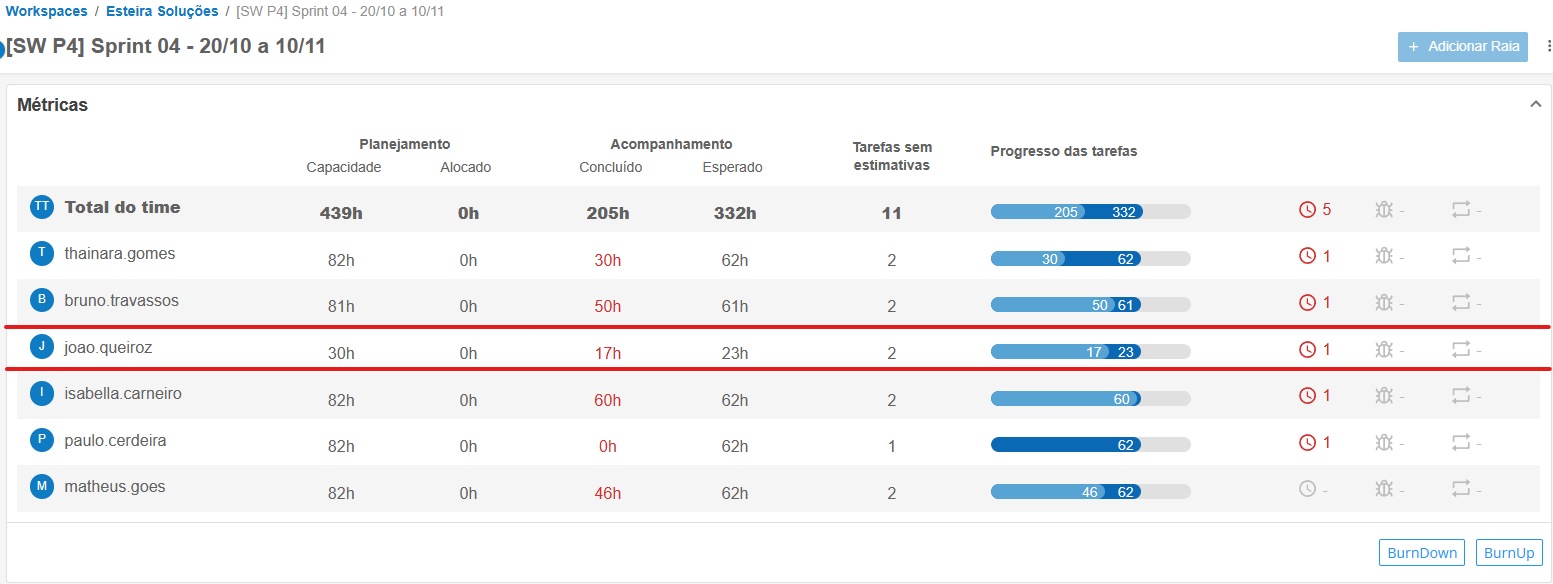 Workspaces / Esteira Soluções / [SW P4] Sprint 04 - 20/10 a 10/11
[SW P4] Sprint 04 - 20/10 a 10/11
+ Adicionar Raia
Métricas
Planejamento Acompanhamento Tarefas sem estimativas Progresso das tarefas
Capacidade Alocado Concluído Esperado
TT Total do time 439h 0h 205h 332h 11 205 332 5 - -
T thainara.gomes 82h 0h 30h 62h 2 30 62 1 - -
B bruno.travassos 81h 0h 50h 61h 2 50 61 1 - -
J joao.queiroz 30h 0h 17h 23h 2 17 23 1 - -
I isabella.carneiro 82h 0h 60h 62h 2 60 1 - -
P paulo.cerdeira 82h 0h 0h 62h 1 62 1 - -
M matheus.goes 82h 0h 46h 62h 2 46 62 - - -
BurnDown BurnUp